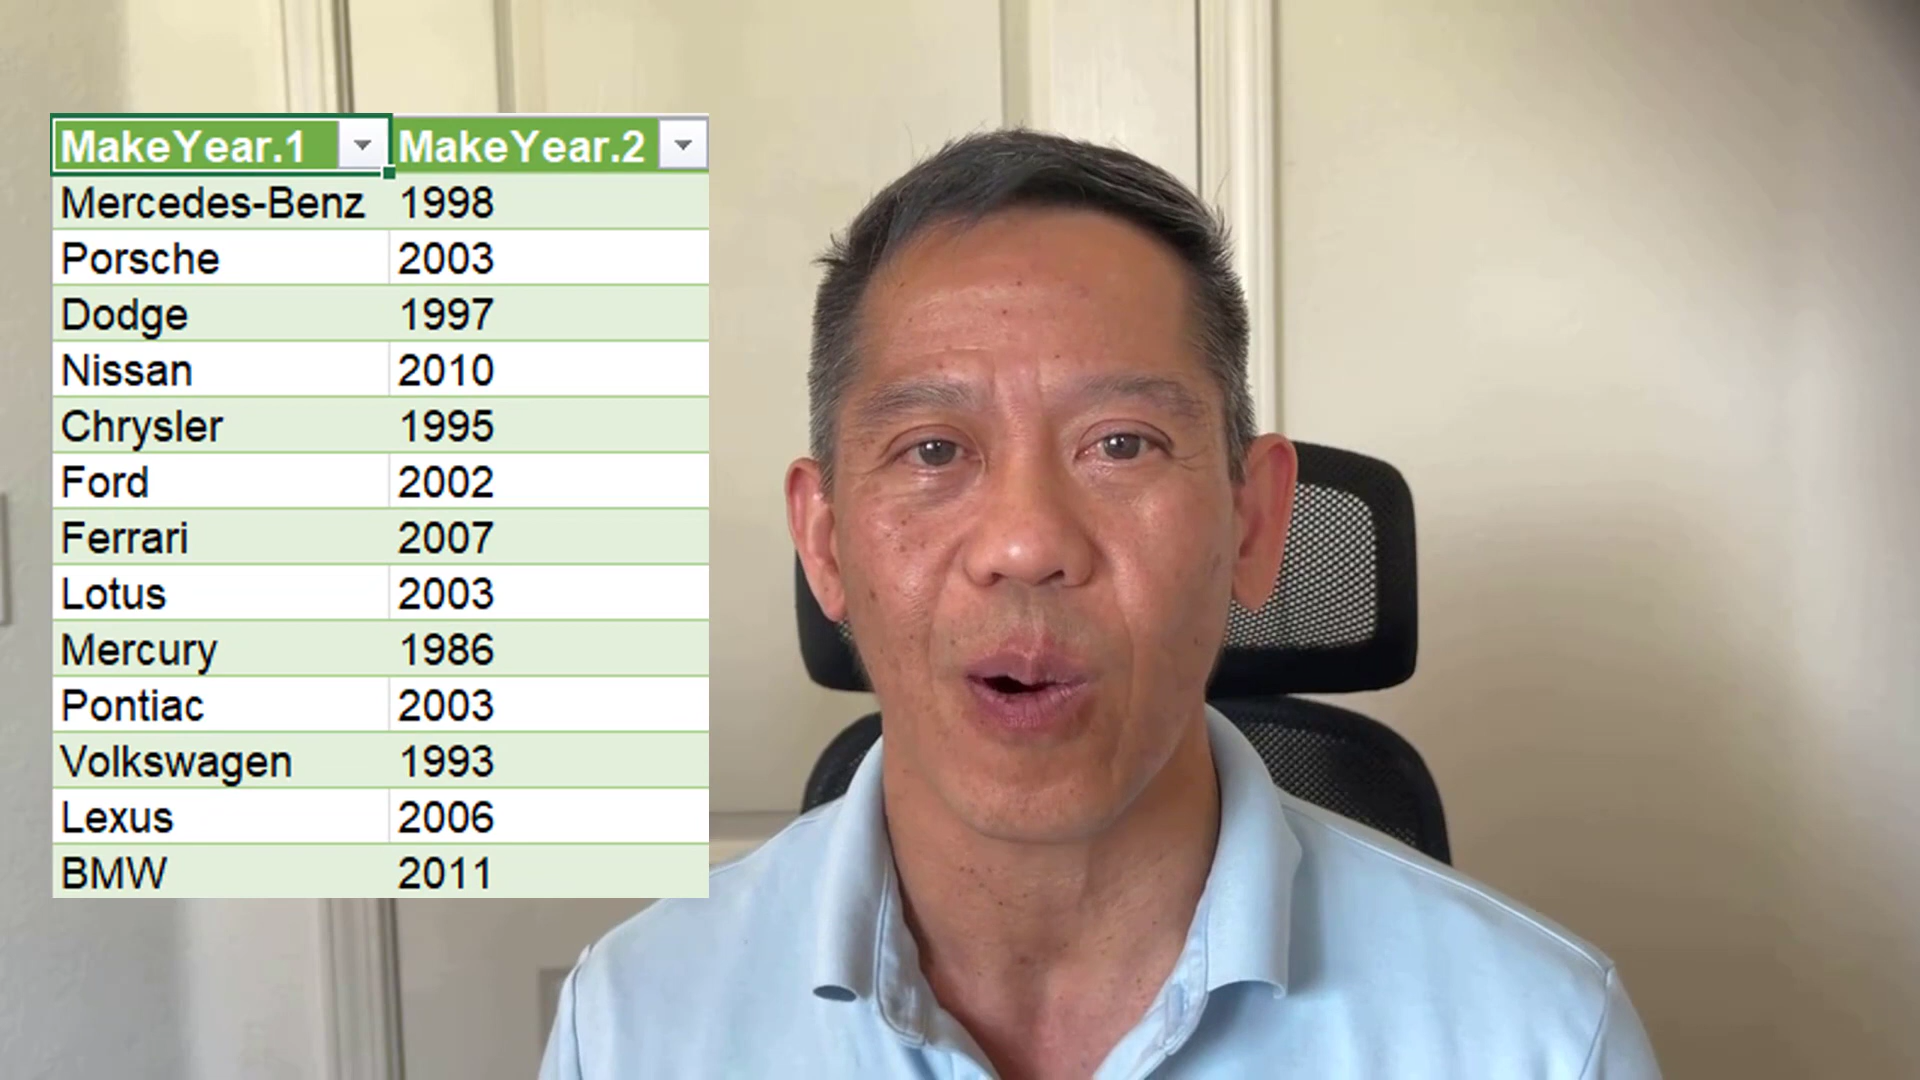 MakeYear.1 MakeYear.2
Mercedes-Benz 1998
Porsche 2003
Dodge 1997
Nissan 2010
Chrysler 1995
Ford 2002
Ferrari 2007
Lotus 2003
Mercury 1986
Pontiac 2003
Volkswagen 1993
Lexus 2006
BMW 2011